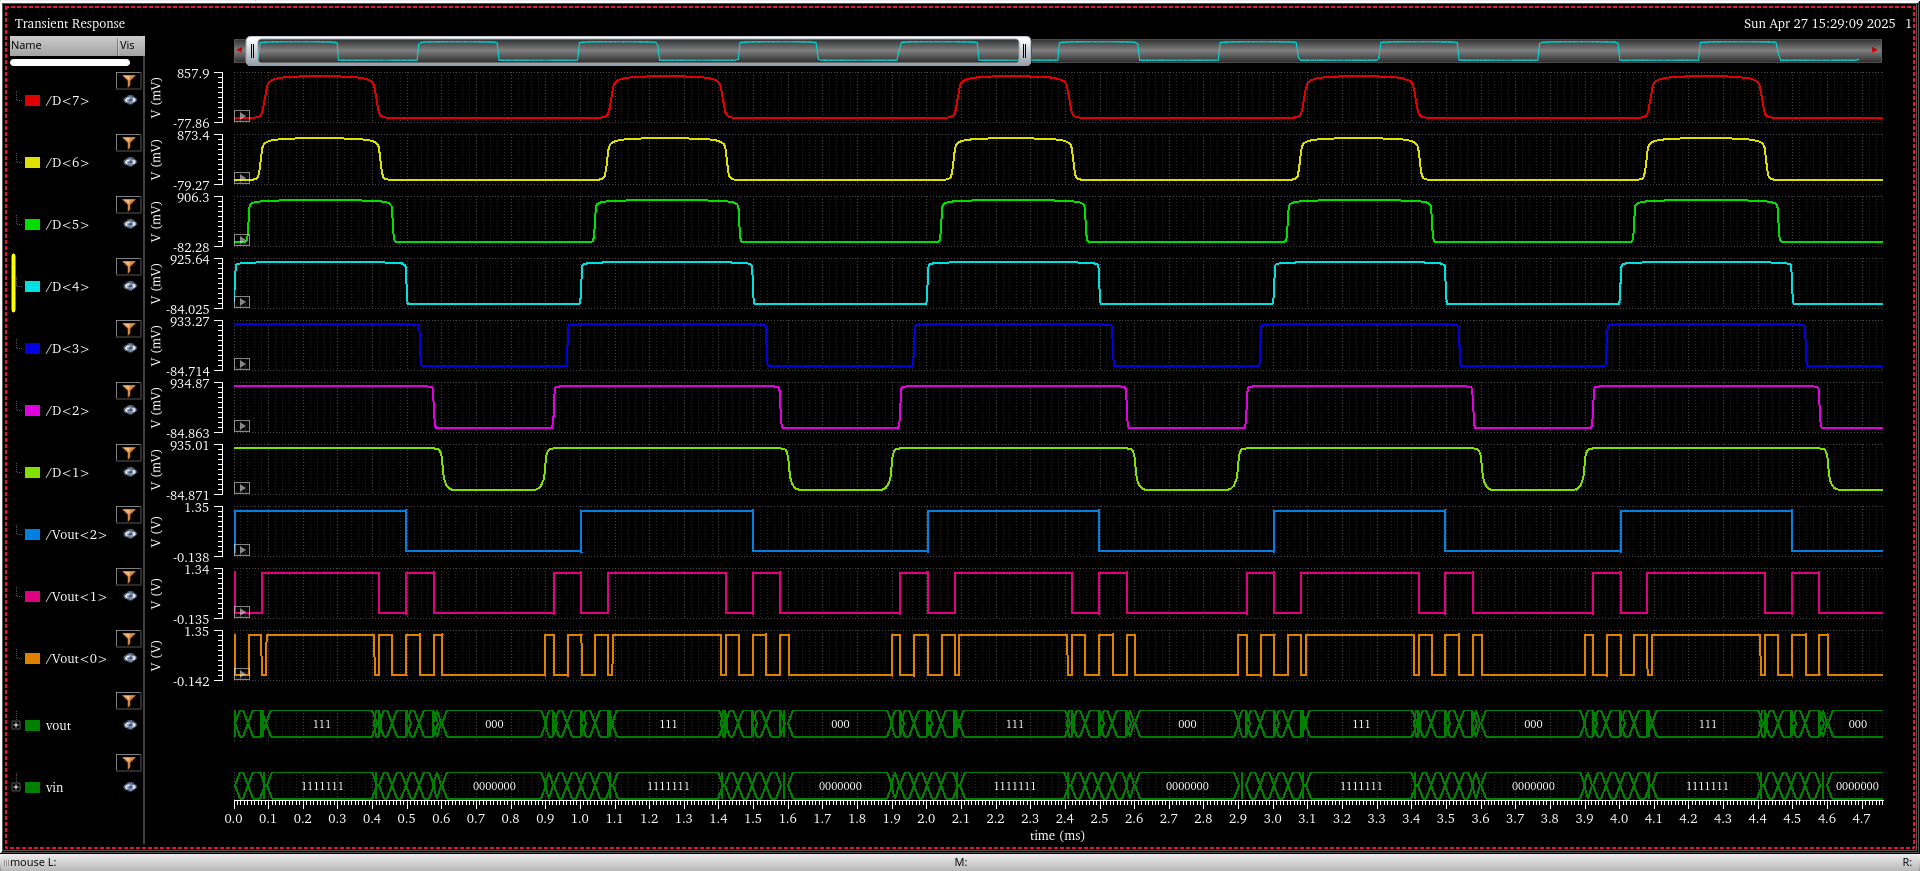 Transient Response
Sun Apr 27 15:29:09 2025 1
Name Vis
857.9
/D<7>
V (mV)
-77.86
873.4
/D<6>
V (mV)
-79.27
906.3
/D<5>
V (mV)
-82.28
925.64
/D<4>
V (mV)
-84.025
933.27
/D<3>
V (mV)
-84.714
934.87
/D<2>
V (mV)
-84.863
935.01
/D<1>
V (mV)
-84.871
1.35
/Vout<2>
V (V)
-0.138
1.34
/Vout<1>
V (V)
-0.135
1.35
/Vout<0>
V (V)
-0.142
vout 111 000 111 000 111 000 111 000 111 000
vin 1111111 0000000 1111111 0000000 1111111 0000000 1111111 0000000 1111111 0000000
0.0 0.1 0.2 0.3 0.4 0.5 0.6 0.7 0.8 0.9 1.0 1.1 1.2 1.3 1.4 1.5 1.6 1.7 1.8 1.9 2.0 2.1 2.2 2.3 2.4 2.5 2.6 2.7 2.8 2.9 3.0 3.1 3.2 3.3 3.4 3.5 3.6 3.7 3.8 3.9 4.0 4.1 4.2 4.3 4.4 4.5 4.6 4.7
time (ms)
mouse L: M: R: